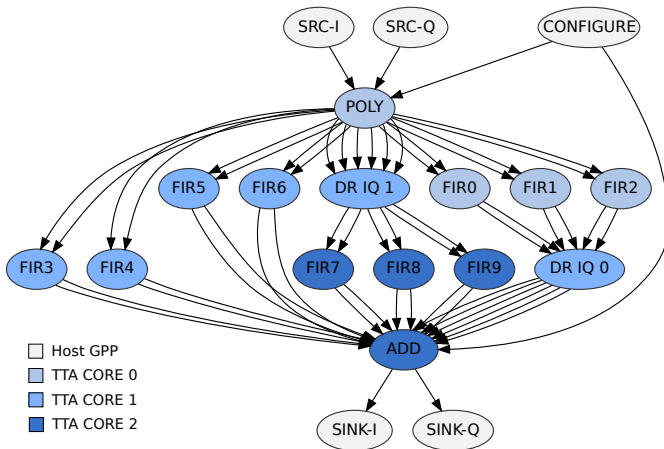 SRC-I SRC-Q CONFIGURE
POLY
FIR5 FIR6 DR IQ 1 FIR0 FIR1 FIR2
FIR3 FIR4 FIR7 FIR8 FIR9 DR IQ 0
ADD
Host GPP
TTA CORE 0
TTA CORE 1
TTA CORE 2
SINK-I SINK-Q